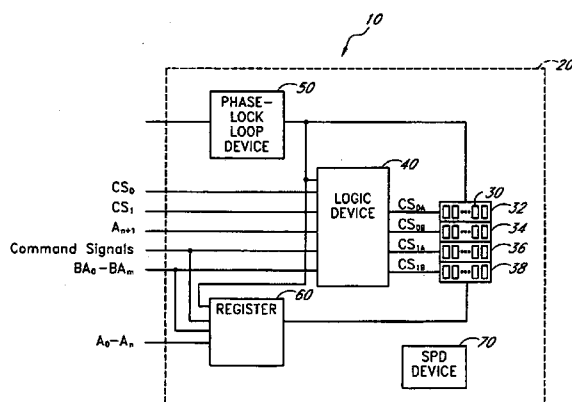 10
20
50
PHASE-
LOCK
LOOP
DEVICE
40
LOGIC
DEVICE
CS₀
CS₁
Aₙ₊₁
Command Signals
BA₀-BAₘ
A₀-Aₙ
CS₀A
CS₀B
CS₁A
CS₁B
30
32
34
36
38
60
REGISTER
70
SPD
DEVICE